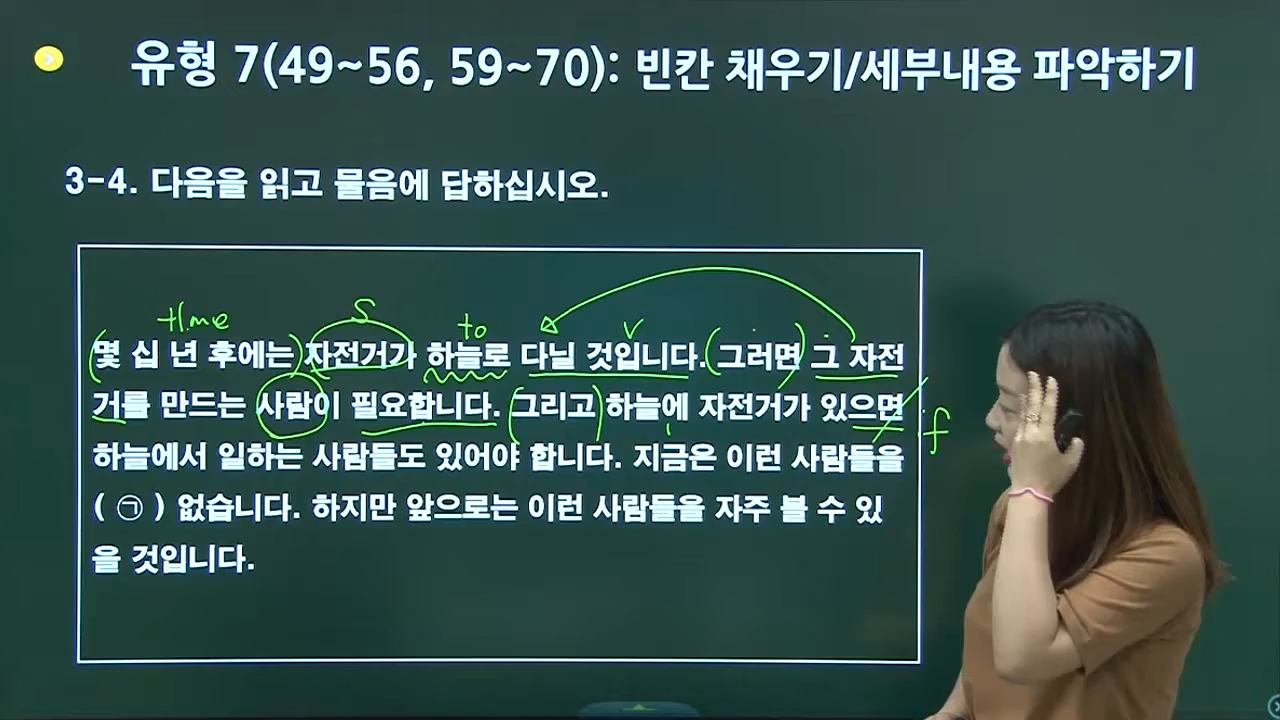 유형 7(49~56, 59~70): 빈칸 채우기/세부내용 파악하기
3-4. 다음을 읽고 물음에 답하십시오.
time S to V
몇 십 년 후에는 자전거가 하늘로 다닐 것입니다. 그러면 그 자전
거를 만드는 사람이 필요합니다. 그리고 하늘에 자전거가 있으면
if
하늘에서 일하는 사람들도 있어야 합니다. 지금은 이런 사람들을
( ㉠ ) 없습니다. 하지만 앞으로는 이런 사람들을 자주 볼 수 있
을 것입니다.